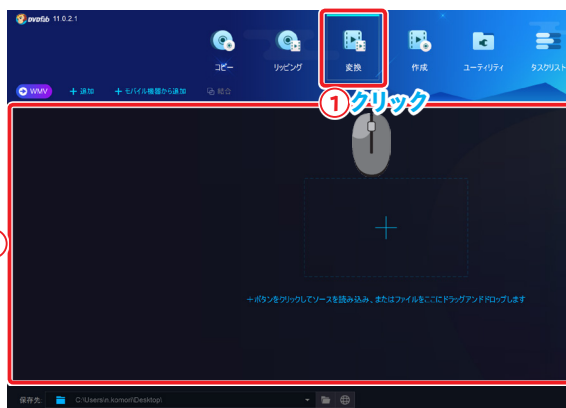 DVDFab 11.0.2.1
コピー リッピング 変換 作成 ユーティリティ タスクリスト
WMV + 追加 + モバイル機器から追加 結合
1 クリック
+ボタンをクリックしてソースを読み込み、またはファイルをここにドラッグアンドドロップします
保存先: C:\Users\n.komori\Desktop\